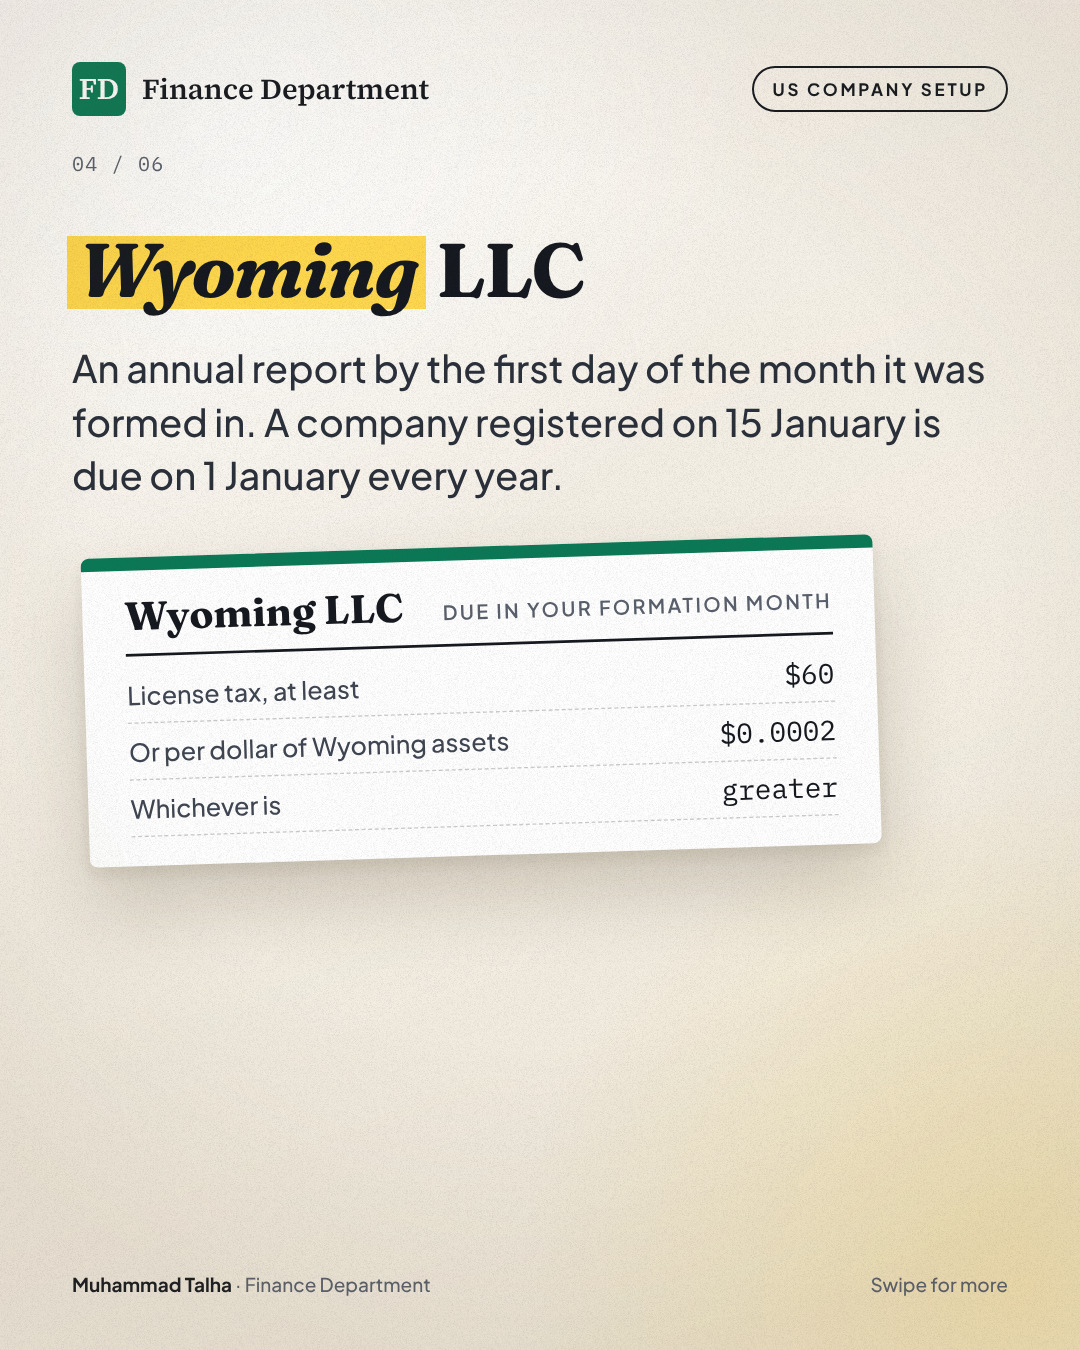 FD Finance Department
US COMPANY SETUP
04 / 06
Wyoming LLC
An annual report by the first day of the month it was
formed in. A company registered on 15 January is
due on 1 January every year.
Wyoming LLC DUE IN YOUR FORMATION MONTH
License tax, at least $60
Or per dollar of Wyoming assets $0.0002
Whichever is greater
Muhammad Talha · Finance Department
Swipe for more